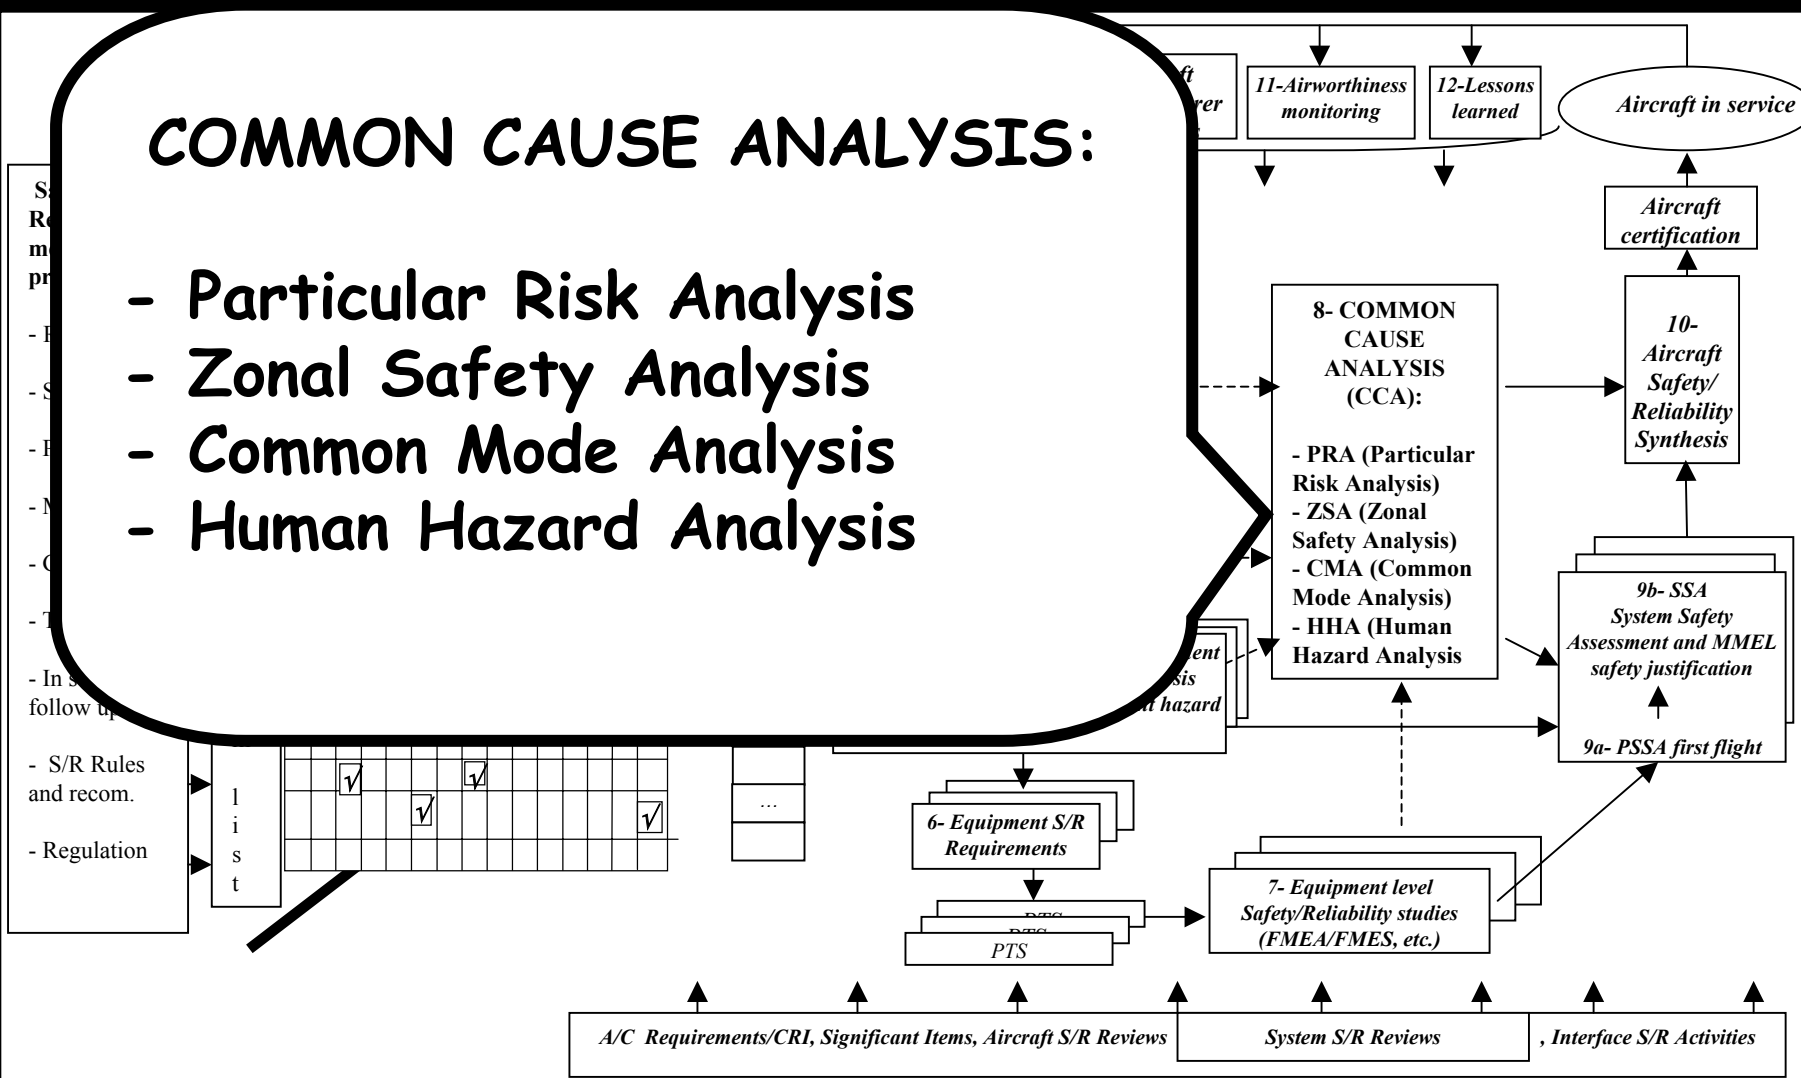 COMMON CAUSE ANALYSIS:
- Particular Risk Analysis
- Zonal Safety Analysis
- Common Mode Analysis
- Human Hazard Analysis
11-Airworthiness
monitoring
12-Lessons
learned
Aircraft in service
Aircraft
certification
10-
Aircraft
Safety/
Reliability
Synthesis
8- COMMON
CAUSE
ANALYSIS
(CCA):
- PRA (Particular
Risk Analysis)
- ZSA (Zonal
Safety Analysis)
- CMA (Common
Mode Analysis)
- HHA (Human
Hazard Analysis
9b- SSA
System Safety
Assessment and MMEL
safety justification
9a- PSSA first flight
hazard
- In
follow
- S/R Rules
and recom.
- Regulation
l
i
s
t
√
√
√
√
...
6- Equipment S/R
Requirements
PTS
7- Equipment level
Safety/Reliability studies
(FMEA/FMES, etc.)
A/C Requirements/CRI, Significant Items, Aircraft S/R Reviews
System S/R Reviews
, Interface S/R Activities